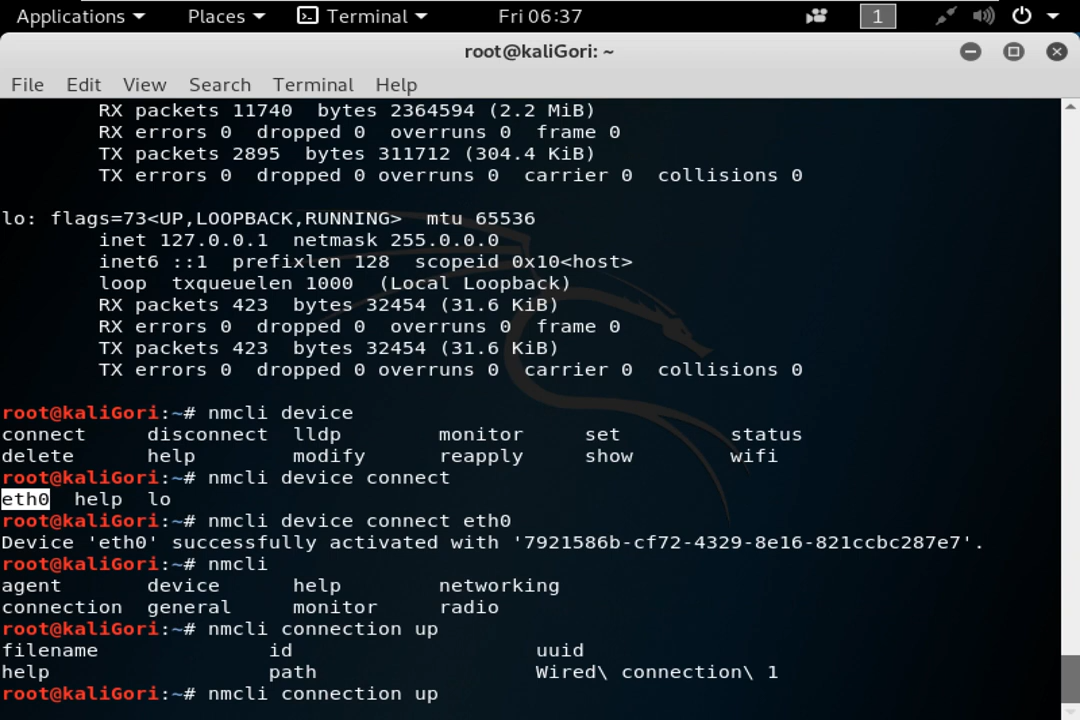 Applications Places Terminal Fri 06:37 1
root@kaliGori: ~
File Edit View Search Terminal Help
RX packets 11740  bytes 2364594 (2.2 MiB)
RX errors 0  dropped 0  overruns 0  frame 0
TX packets 2895  bytes 311712 (304.4 KiB)
TX errors 0  dropped 0 overruns 0  carrier 0  collisions 0
lo: flags=73<UP,LOOPBACK,RUNNING>  mtu 65536
inet 127.0.0.1  netmask 255.0.0.0
inet6 ::1  prefixlen 128  scopeid 0x10<host>
loop  txqueuelen 1000  (Local Loopback)
RX packets 423  bytes 32454 (31.6 KiB)
RX errors 0  dropped 0  overruns 0  frame 0
TX packets 423  bytes 32454 (31.6 KiB)
TX errors 0  dropped 0 overruns 0  carrier 0  collisions 0
root@kaliGori:~# nmcli device
connect     disconnect  lldp        monitor     set         status
delete      help        modify      reapply     show        wifi
root@kaliGori:~# nmcli device connect
eth0  help  lo
root@kaliGori:~# nmcli device connect eth0
Device 'eth0' successfully activated with '7921586b-cf72-4329-8e16-821ccbc287e7'.
root@kaliGori:~# nmcli
agent       device      help        networking
connection  general     monitor     radio
root@kaliGori:~# nmcli connection up
filename              id                    uuid
help                  path                  Wired\ connection\ 1
root@kaliGori:~# nmcli connection up